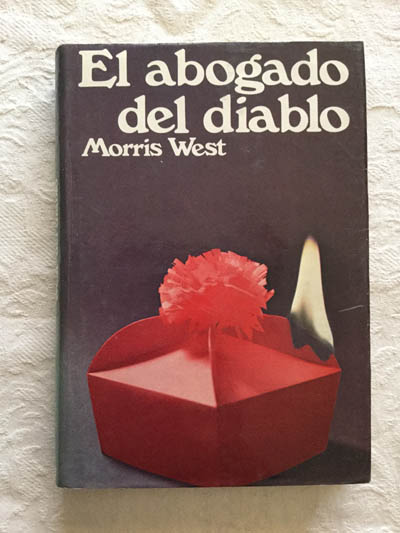 El abogado
del diablo
Morris West